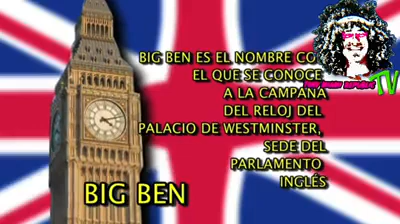 BIG BEN ES EL NOMBRE CO
EL QUE SE CONOCE
A LA CAMPANA
DEL RELOJ DEL
PALACIO DE WESTMINSTER,
SEDE DEL
PARLAMENTO
INGLÉS
BIG BEN
TV